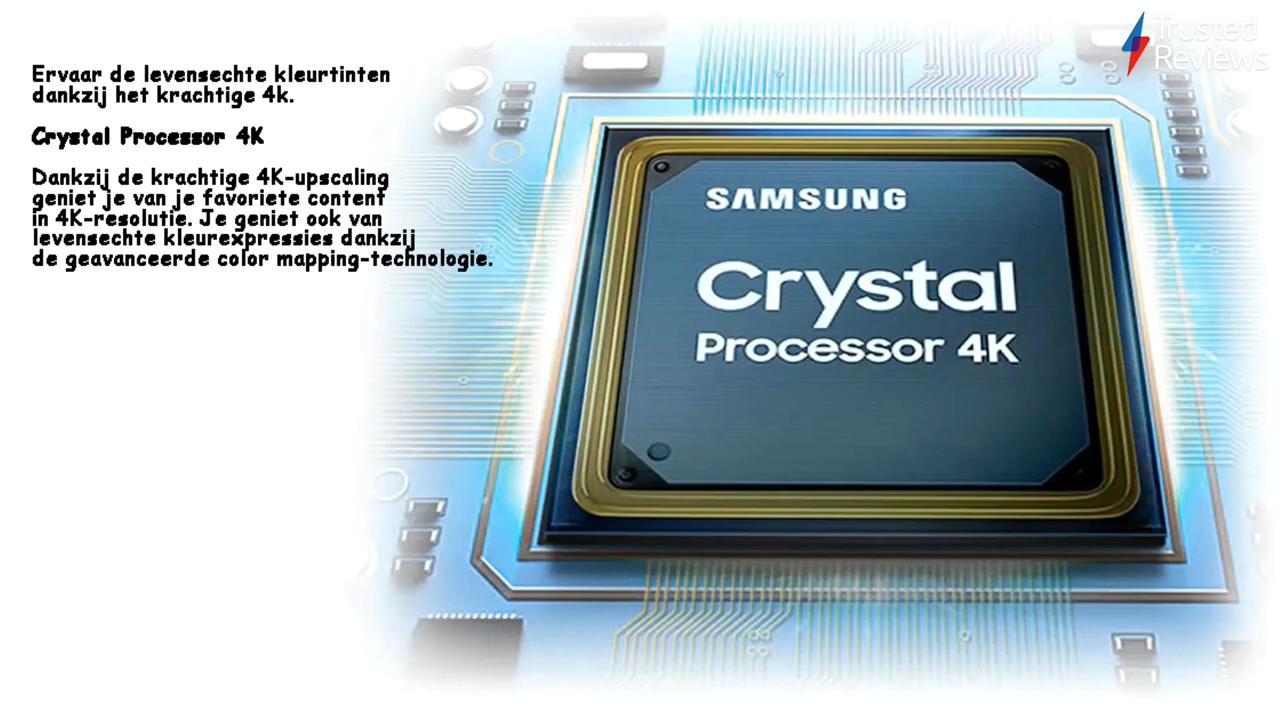 Trusted
Reviews
Ervaar de levensechte kleurtinten
dankzij het krachtige 4k.
Crystal Processor 4K
Dankzij de krachtige 4K-upscaling
geniet je van je favoriete content
in 4K-resolutie. Je geniet ook van
levensechte kleurexpressies dankzij
de geavanceerde color mapping-technologie.
SAMSUNG
Crystal
Processor 4K